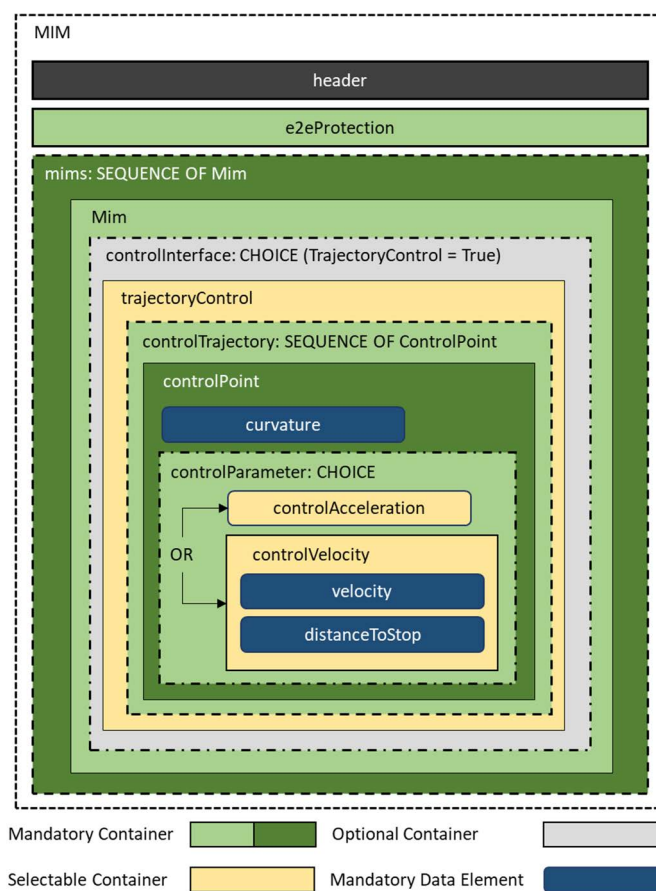 MIM
header
e2eProtection
mims: SEQUENCE OF Mim
Mim
controlInterface: CHOICE (TrajectoryControl = True)
trajectoryControl
controlTrajectory: SEQUENCE OF ControlPoint
controlPoint
curvature
controlParameter: CHOICE
controlAcceleration
OR
controlVelocity
velocity
distanceToStop
Mandatory Container
Optional Container
Selectable Container
Mandatory Data Element